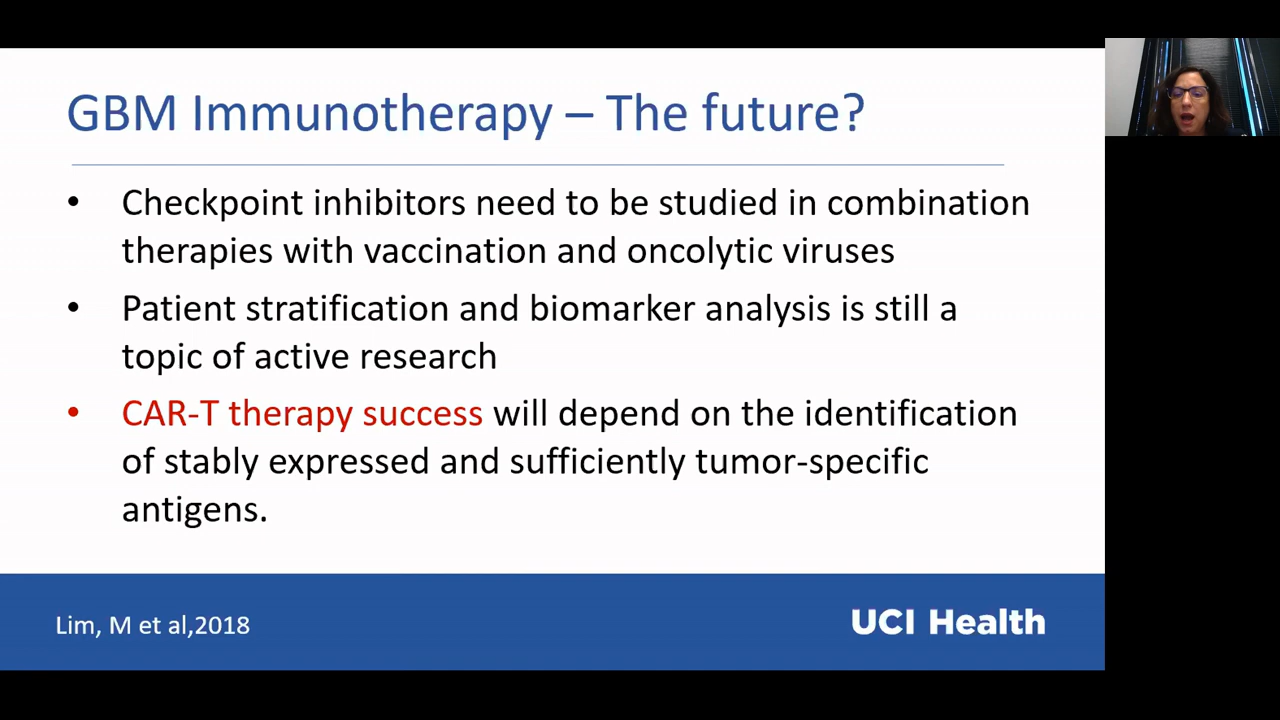 GBM Immunotherapy – The future?
• Checkpoint inhibitors need to be studied in combination
therapies with vaccination and oncolytic viruses
• Patient stratification and biomarker analysis is still a
topic of active research
• CAR-T therapy success will depend on the identification
of stably expressed and sufficiently tumor-specific
antigens.
Lim, M et al,2018
UCI Health